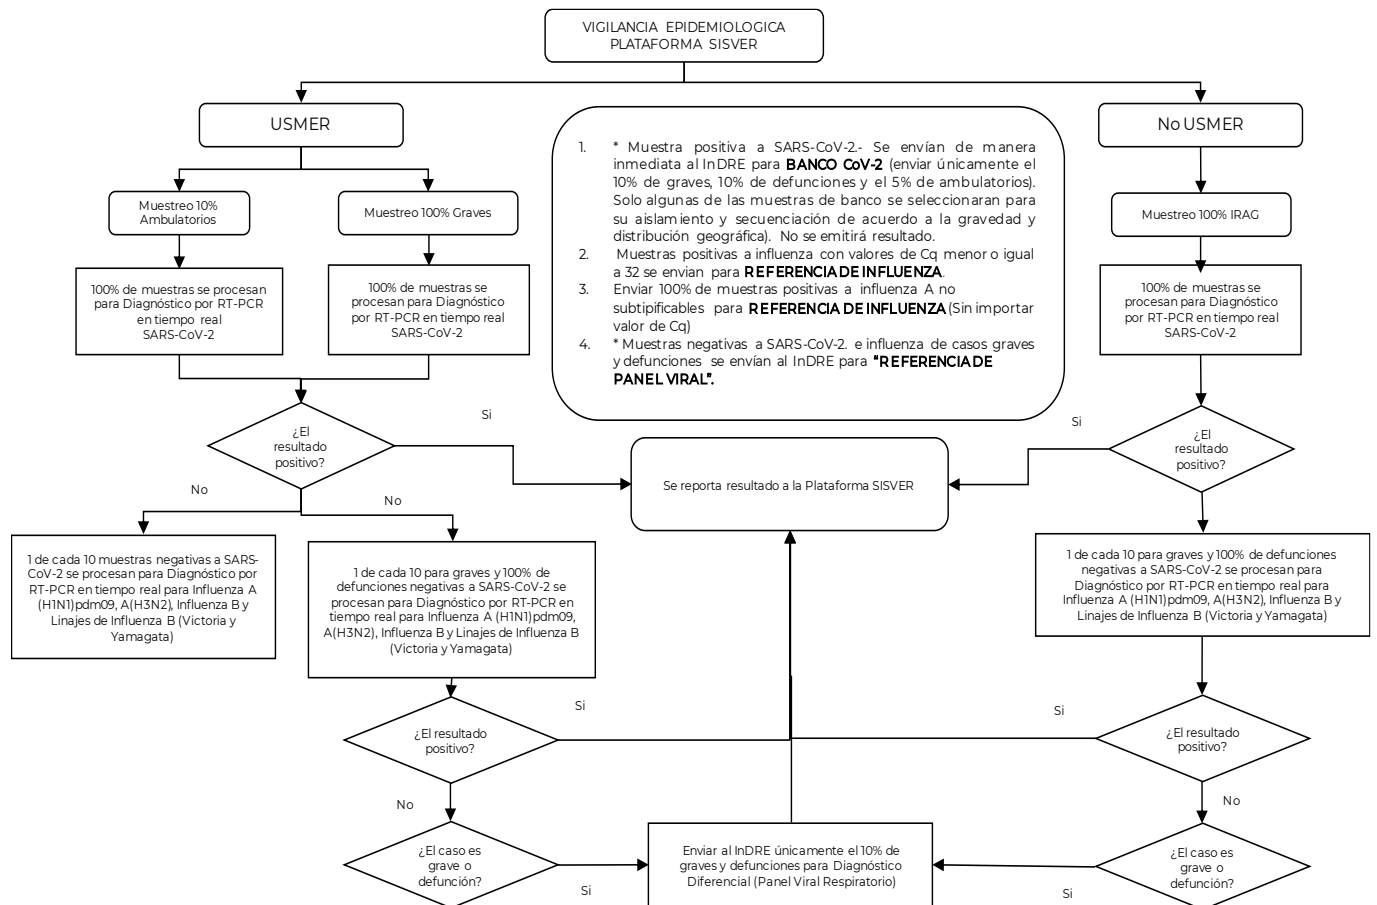 VIGILANCIA EPIDEMIOLOGICA
PLATAFORMA SISVER
USMER
No USMER
Muestreo 10%
Ambulatorios
Muestreo 100% Graves
Muestreo 100% IRAG
1. * Muestra positiva a SARS-CoV-2.- Se envían de manera
inmediata al InDRE para BANCO CoV-2 (enviar únicamente el
10% de graves, 10% de defunciones y el 5% de ambulatorios).
Solo algunas de las muestras de banco se seleccionaran para
su aislamiento y secuenciación de acuerdo a la gravedad y
distribución geográfica). No se emitirá resultado.
2. Muestras positivas a influenza con valores de Cq menor o igual
a 32 se envian para REFERENCIA DE INFLUENZA.
3. Enviar 100% de muestras positivas a influenza A no
subtipificables para REFERENCIA DE INFLUENZA (Sin importar
valor de Cq)
4. * Muestras negativas a SARS-CoV-2. e influenza de casos graves
y defunciones se envían al InDRE para “REFERENCIA DE
PANEL VIRAL”.
100% de muestras se procesan
para Diagnóstico por RT-PCR
en tiempo real
SARS-CoV-2
100% de muestras se
procesan para Diagnóstico
por RT-PCR en tiempo real
SARS-CoV-2
100% de muestras se
procesan para Diagnóstico
por RT-PCR en tiempo real
SARS-CoV-2
¿El
resultado
positivo?
Si
Se reporta resultado a la Plataforma SISVER
Si
¿El
resultado
positivo?
No
No
1 de cada 10 muestras negativas a SARS-
CoV-2 se procesan para Diagnóstico por
RT-PCR en tiempo real para Influenza A
(H1N1)pdm09, A(H3N2), Influenza B y
Linajes de Influenza B (Victoria y
Yamagata)
1 de cada 10 para graves y 100% de
defunciones negativas a SARS-CoV-2 se
procesan para Diagnóstico por RT-PCR en
tiempo real para Influenza A (H1N1)pdm09,
A(H3N2), Influenza B y Linajes de Influenza B
(Victoria y Yamagata)
1 de cada 10 para graves y 100% de defunciones
negativas a SARS-CoV-2 se procesan para
Diagnóstico por RT-PCR en tiempo real para
Influenza A (H1N1)pdm09, A(H3N2), Influenza B y
Linajes de Influenza B (Victoria y Yamagata)
¿El resultado
positivo?
Si
Si
¿El resultado
positivo?
No
No
¿El caso es
grave o
defunción?
Si
Enviar al InDRE únicamente el 10% de
graves y defunciones para Diagnóstico
Diferencial (Panel Viral Respiratorio)
Si
¿El caso es
grave o
defunción?